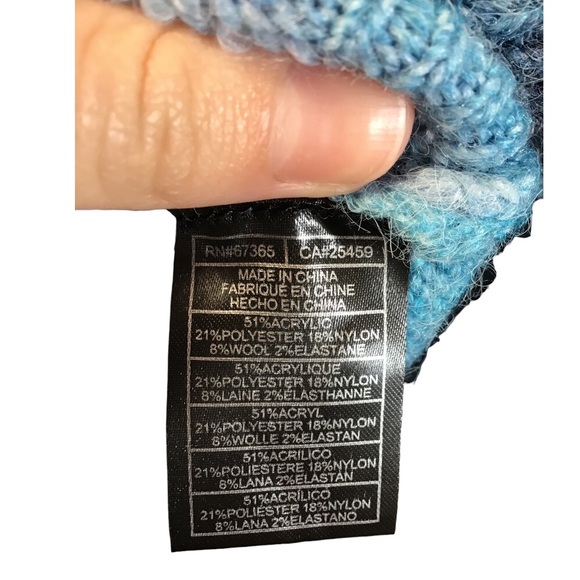 RN#67365 CA#25459
MADE IN CHINA
FABRIQUÉ EN CHINE
HECHO EN CHINA
51%ACRYLIC
21%POLYESTER 18%NYLON
8%WOOL 2%ELASTANE
51%ACRYLIQUE
21%POLYESTER 18%NYLON
8%LAINE 2%ÉLASTHANNE
51%ACRYL
21%POLYESTER 18%NYLON
8%WOLLE 2%ELASTAN
51%ACRILICO
21%POLIESTERE 18%NYLON
8%LANA 2%ELASTAN
51%ACRÍLICO
21%POLIÉSTER 18%NYLON
8%LANA 2%ELASTANO